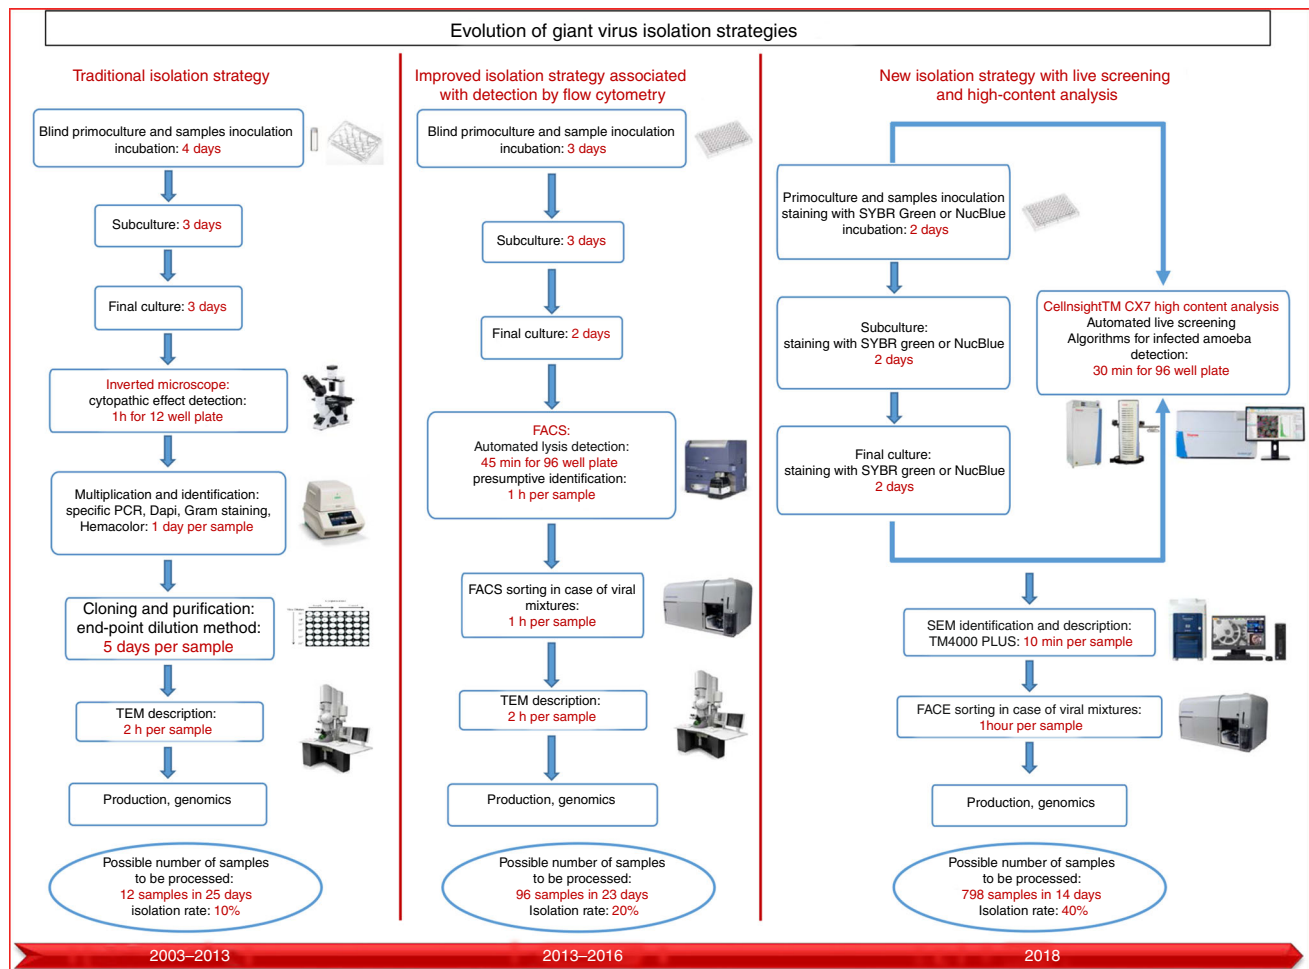 Evolution of giant virus isolation strategies
Traditional isolation strategy
Blind primoculture and samples inoculation
incubation: 4 days
Subculture: 3 days
Final culture: 3 days
Inverted microscope:
cytopathic effect detection:
1h for 12 well plate
Multiplication and identification:
specific PCR, Dapi, Gram staining,
Hemacolor: 1 day per sample
Cloning and purification:
end-point dilution method:
5 days per sample
TEM description:
2 h per sample
Production, genomics
Possible number of samples
to be processed:
12 samples in 25 days
isolation rate: 10%
Improved isolation strategy associated
with detection by flow cytometry
Blind primoculture and sample inoculation
incubation: 3 days
Subculture: 3 days
Final culture: 2 days
FACS:
Automated lysis detection:
45 min for 96 well plate
presumptive identification:
1 h per sample
FACS sorting in case of viral
mixtures:
1 h per sample
TEM description:
2 h per sample
Production, genomics
Possible number of samples
to be processed:
96 samples in 23 days
Isolation rate: 20%
New isolation strategy with live screening
and high-content analysis
Primoculture and samples inoculation
staining with SYBR Green or NucBlue
incubation: 2 days
Subculture:
staining with SYBR green or NucBlue
2 days
Final culture:
staining with SYBR green or NucBlue
2 days
CellnsightTM CX7 high content analysis
Automated live screening
Algorithms for infected amoeba
detection:
30 min for 96 well plate
SEM identification and description:
TM4000 PLUS: 10 min per sample
FACE sorting in case of viral mixtures:
1hour per sample
Production, genomics
Possible number of samples
to be processed:
798 samples in 14 days
Isolation rate: 40%
2003–2013
2013–2016
2018